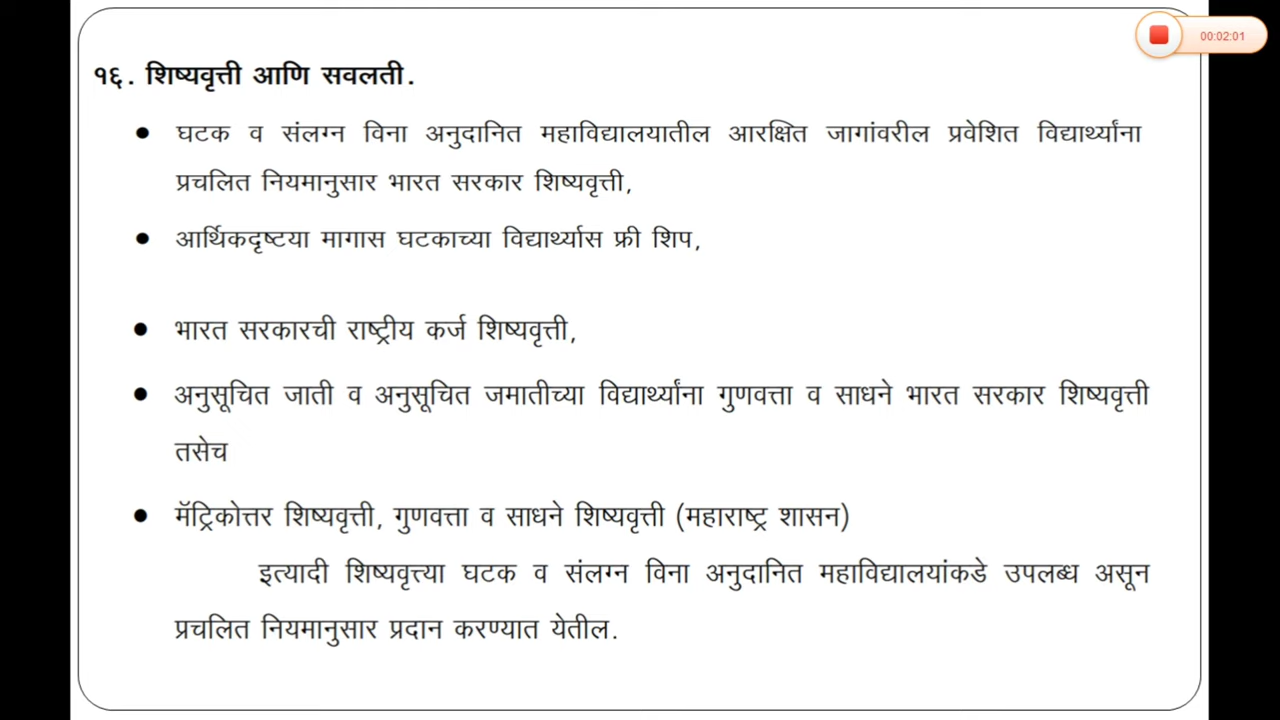 00:02:01
१६. शिष्यवृत्ती आणि सवलती.
● घटक व संलग्न विना अनुदानित महाविद्यालयातील आरक्षित जागांवरील प्रवेशित विद्यार्थ्यांना
प्रचलित नियमानुसार भारत सरकार शिष्यवृत्ती,
● आर्थिकदृष्टया मागास घटकाच्या विद्यार्थ्यास फ्री शिप,
● भारत सरकारची राष्ट्रीय कर्ज शिष्यवृत्ती,
● अनुसूचित जाती व अनुसूचित जमातीच्या विद्यार्थ्यांना गुणवत्ता व साधने भारत सरकार शिष्यवृत्ती
तसेच
● मॅट्रिकोत्तर शिष्यवृत्ती, गुणवत्ता व साधने शिष्यवृत्ती (महाराष्ट्र शासन)
इत्यादी शिष्यवृत्त्या घटक व संलग्न विना अनुदानित महाविद्यालयांकडे उपलब्ध असून
प्रचलित नियमानुसार प्रदान करण्यात येतील.